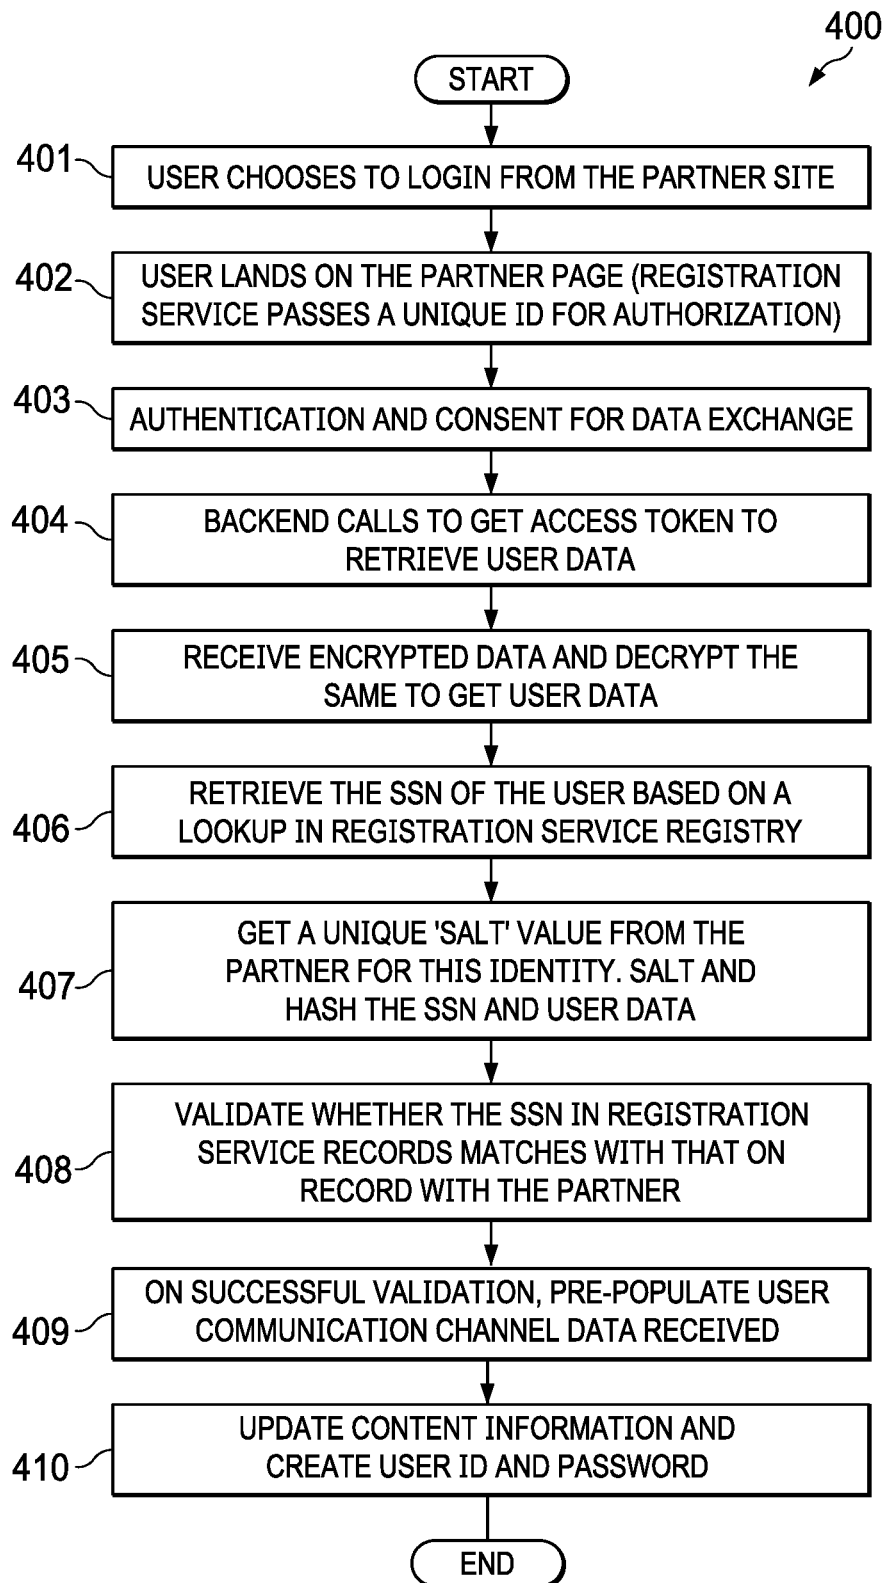 400
START
401
USER CHOOSES TO LOGIN FROM THE PARTNER SITE
402
USER LANDS ON THE PARTNER PAGE (REGISTRATION
SERVICE PASSES A UNIQUE ID FOR AUTHORIZATION)
403
AUTHENTICATION AND CONSENT FOR DATA EXCHANGE
404
BACKEND CALLS TO GET ACCESS TOKEN TO
RETRIEVE USER DATA
405
RECEIVE ENCRYPTED DATA AND DECRYPT THE
SAME TO GET USER DATA
406
RETRIEVE THE SSN OF THE USER BASED ON A
LOOKUP IN REGISTRATION SERVICE REGISTRY
407
GET A UNIQUE 'SALT' VALUE FROM THE
PARTNER FOR THIS IDENTITY. SALT AND
HASH THE SSN AND USER DATA
408
VALIDATE WHETHER THE SSN IN REGISTRATION
SERVICE RECORDS MATCHES WITH THAT ON
RECORD WITH THE PARTNER
409
ON SUCCESSFUL VALIDATION, PRE-POPULATE USER
COMMUNICATION CHANNEL DATA RECEIVED
410
UPDATE CONTENT INFORMATION AND
CREATE USER ID AND PASSWORD
END